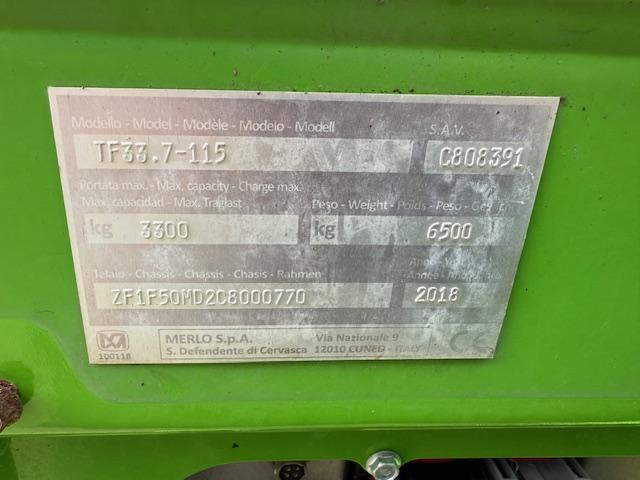 Modello - Model - Modèle - Modelo - Modell
S.A.V.
TF33.7-115
C808391
Portata max. - Max. capacity - Charge max.
Max. capacidad - Max. Traglast
Peso - Weight - Poids - Peso
kg 3300
kg 6500
Telaio - Chassis - Chassis - Chasis - Rahmen
ZF1F50MD2C8000770
2018
100118
MERLO S.p.A.
Via Nazionale 9
S. Defendente di Cervasca
12010 CUNEO - ITALY
CE